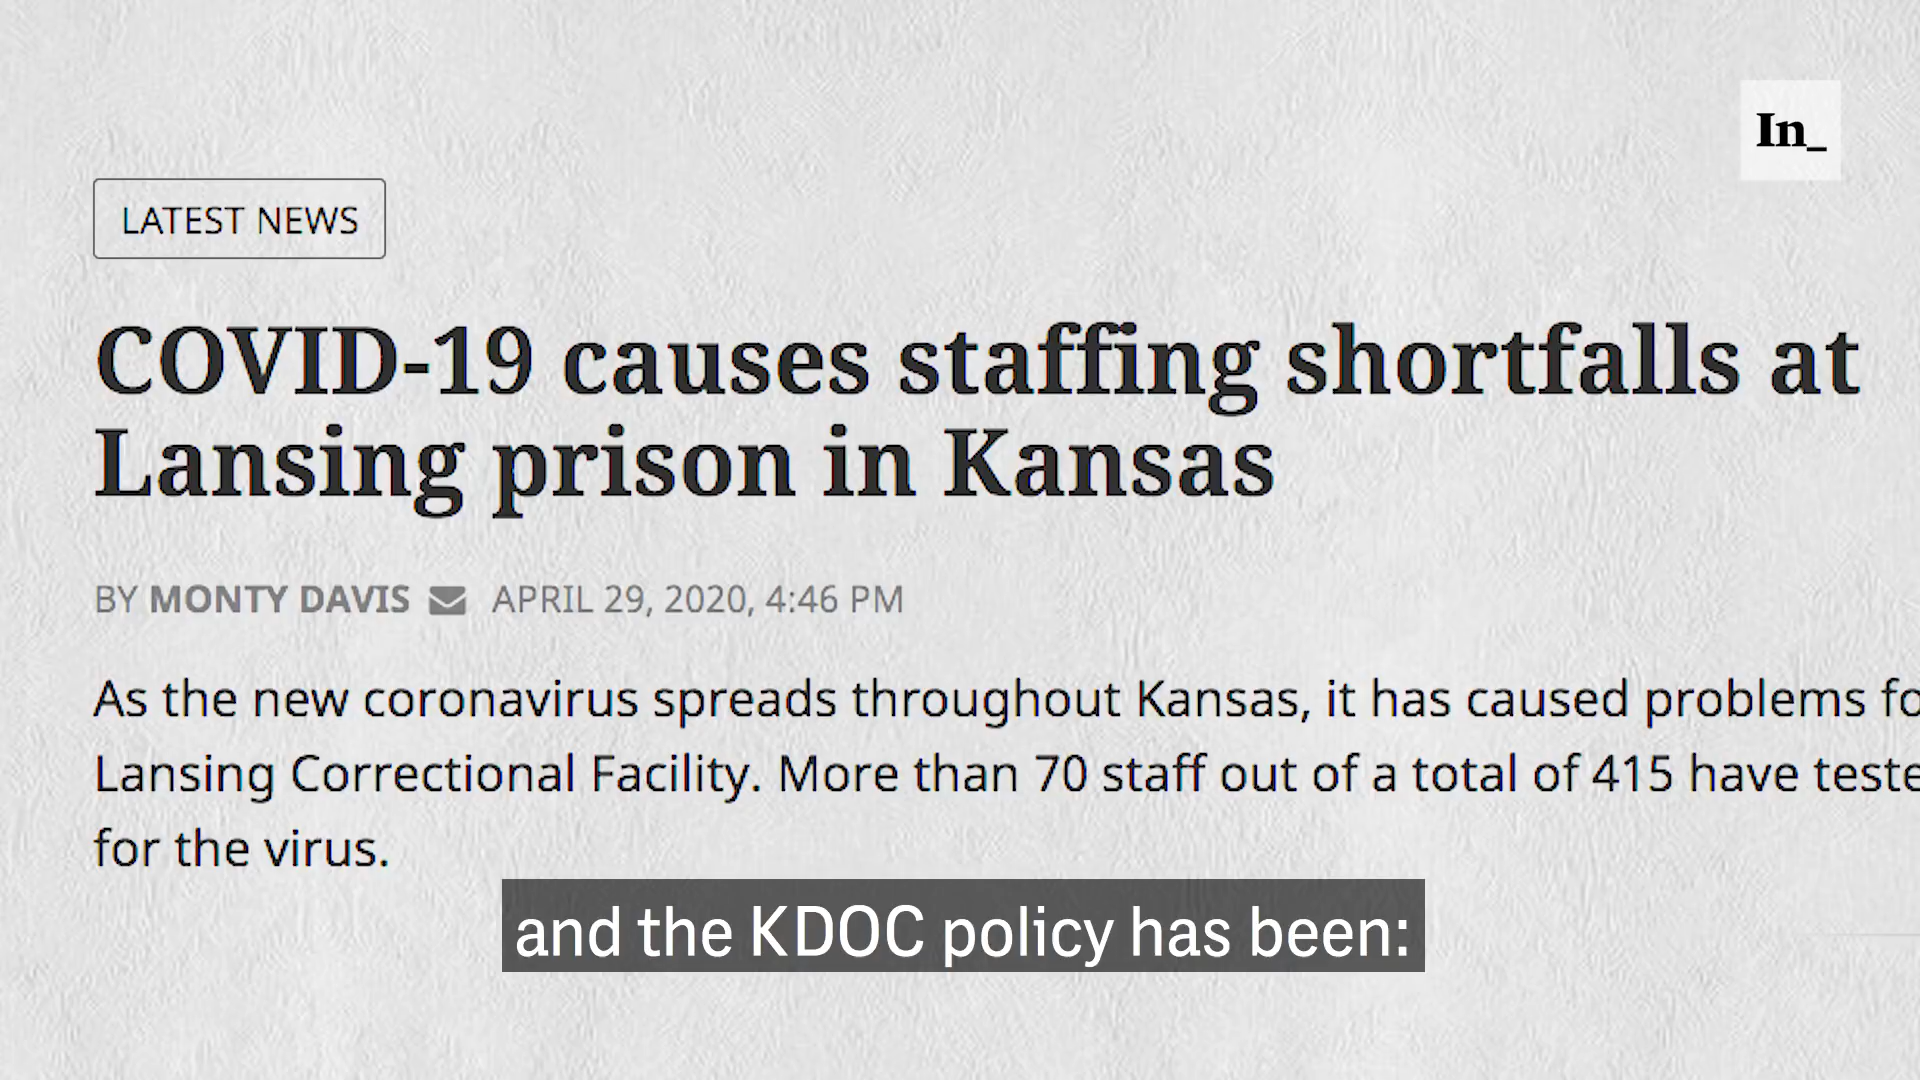 In_
LATEST NEWS
COVID-19 causes staffing shortfalls at
Lansing prison in Kansas
BY MONTY DAVIS APRIL 29, 2020, 4:46 PM
As the new coronavirus spreads throughout Kansas, it has caused problems
Lansing Correctional Facility. More than 70 staff out of a total of 415 have
for the virus.
and the KDOC policy has been: